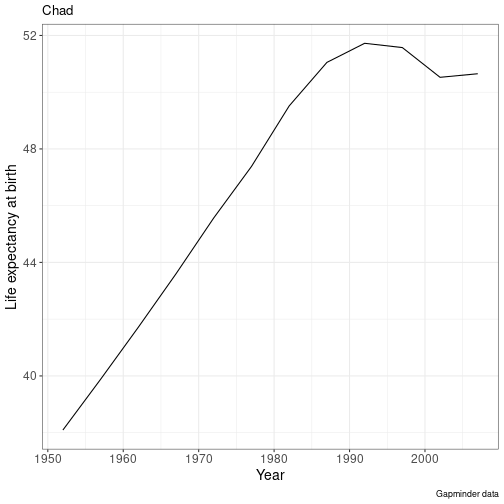 Chad
52
48
44
40
Life expectancy at birth
1950 1960 1970 1980 1990 2000
Year
Gapminder data